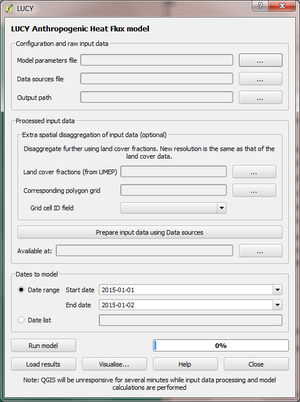 LUCY
LUCY Anthropogenic Heat Flux model
Configuration and raw input data
Model parameters file
...
Data sources file
...
Output path
...
Processed input data
Extra spatial disaggregation of input data (optional)
Disaggregate further using land cover fractions. New resolution is the same as that of the
land cover data.
Land cover fractions (from UMEP)
...
Corresponding polygon grid
...
Grid cell ID field
Prepare input data using Data sources
Available at:
...
Dates to model
Date range Start date 2015-01-01
End date 2015-01-02
Date list
Run model 0%
Load results Visualise... Help Close
Note: QGIS will be unresponsive for several minutes while input data processing and model
calculations are performed